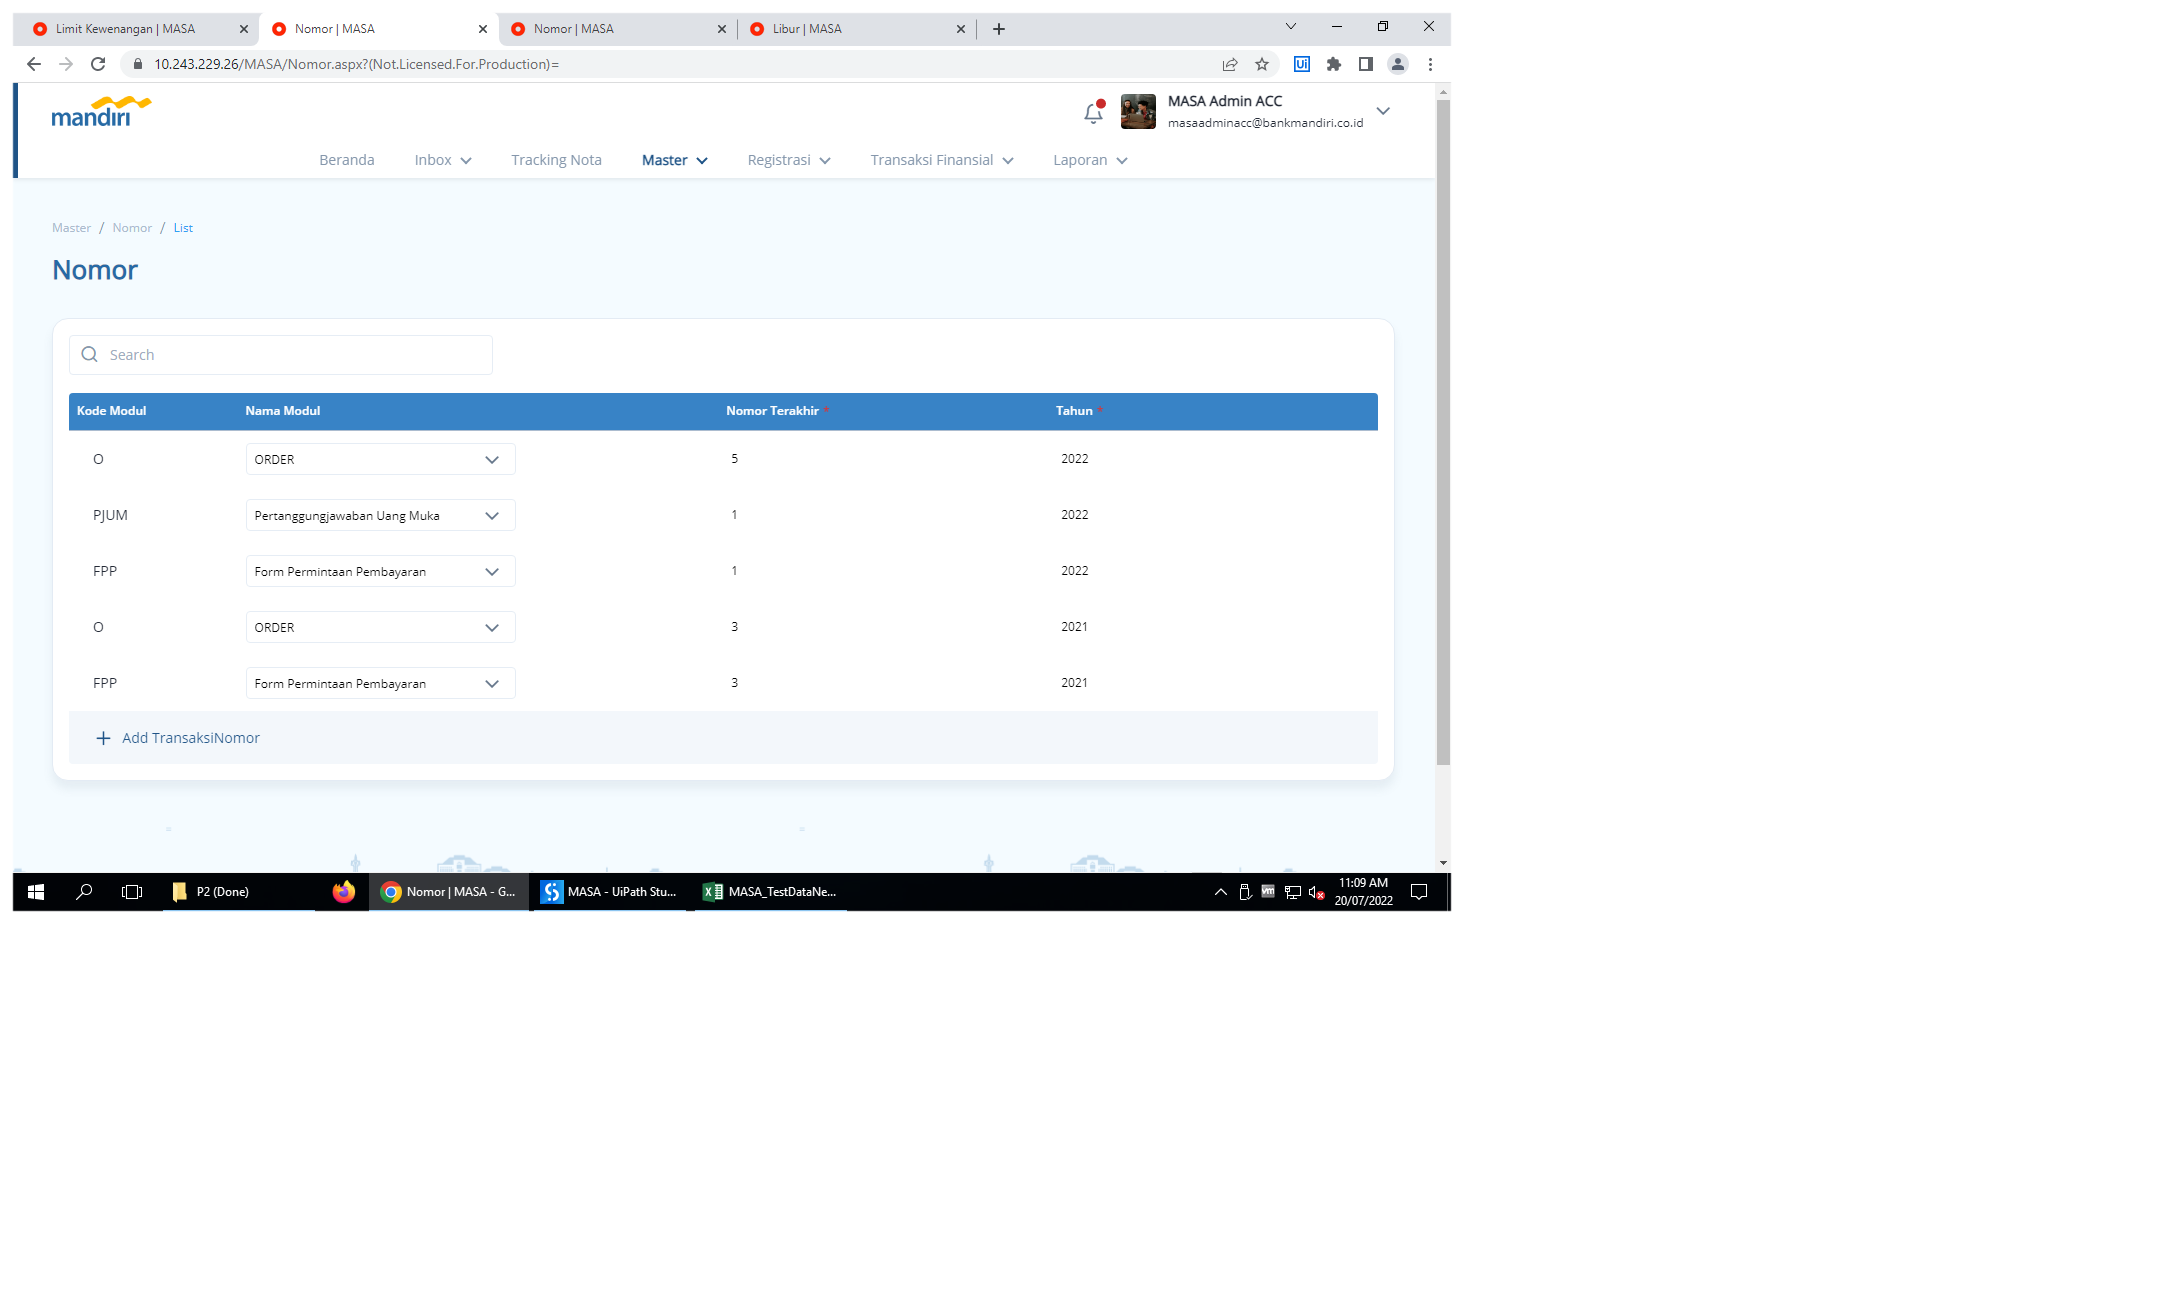 Limit Kewenangan | MASA
Nomor | MASA
Nomor | MASA
Libur | MASA
10.243.229.26/MASA/Nomor.aspx?(Not.Licensed.For.Production)=
Ui
mandiri
MASA Admin ACC
masaadminacc@bankmandiri.co.id
Beranda Inbox Tracking Nota Master Registrasi Transaksi Finansial Laporan
Master / Nomor / List
Nomor
Search
Kode Modul Nama Modul Nomor Terakhir * Tahun *
O ORDER 5 2022
PJUM Pertanggungjawaban Uang Muka 1 2022
FPP Form Permintaan Pembayaran 1 2022
O ORDER 3 2021
FPP Form Permintaan Pembayaran 3 2021
+ Add TransaksiNomor
P2 (Done)
Nomor | MASA - G...
MASA - UiPath Stu...
MASA_TestDataNe...
vm
11:09 AM
20/07/2022